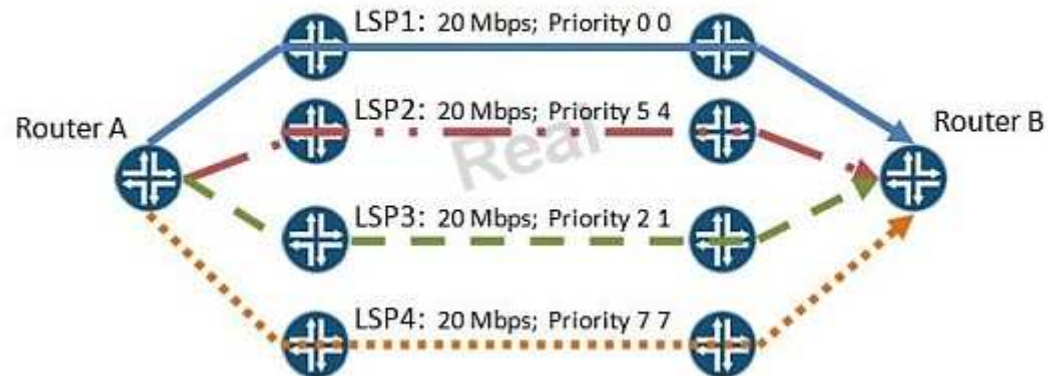 LSP1: 20 Mbps; Priority 0 0
LSP2: 20 Mbps; Priority 5 4
Router A
Router B
Real
LSP3: 20 Mbps; Priority 2 1
LSP4: 20 Mbps; Priority 7 7